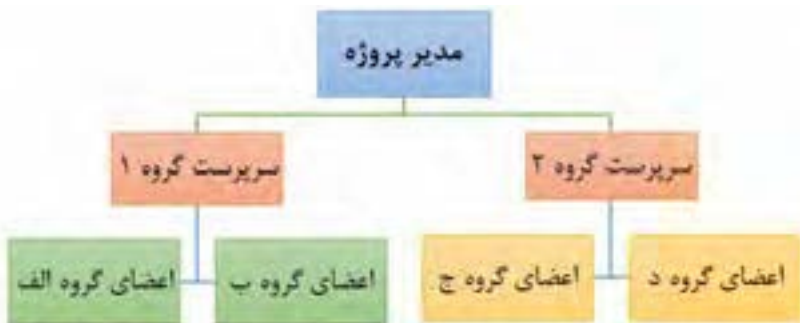 مدیر پروژه
سرپرست گروه ۲
سرپرست گروه ۱
اعضای گروه د
اعضای گروه ج
اعضای گروه ب
اعضای گروه الف